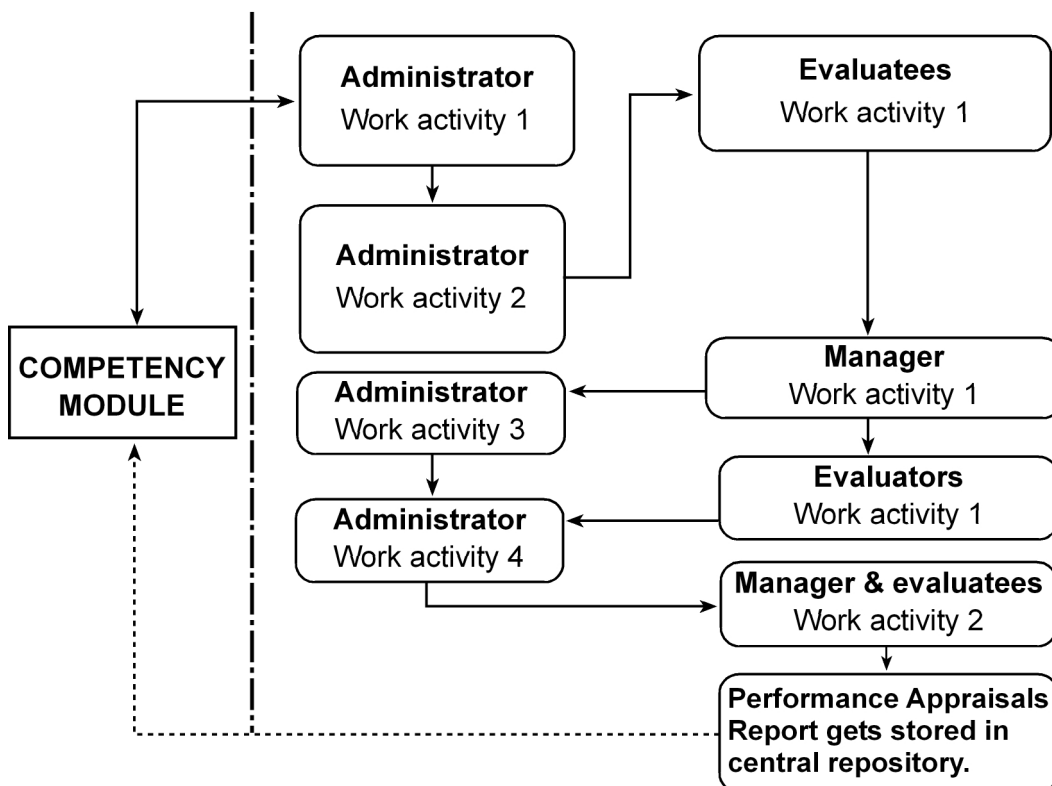 Administrator
Work activity 1
Evaluatees
Work activity 1
Administrator
Work activity 2
COMPETENCY
MODULE
Manager
Work activity 1
Administrator
Work activity 3
Evaluators
Work activity 1
Administrator
Work activity 4
Manager & evaluatees
Work activity 2
Performance Appraisals
Report gets stored in
central repository.